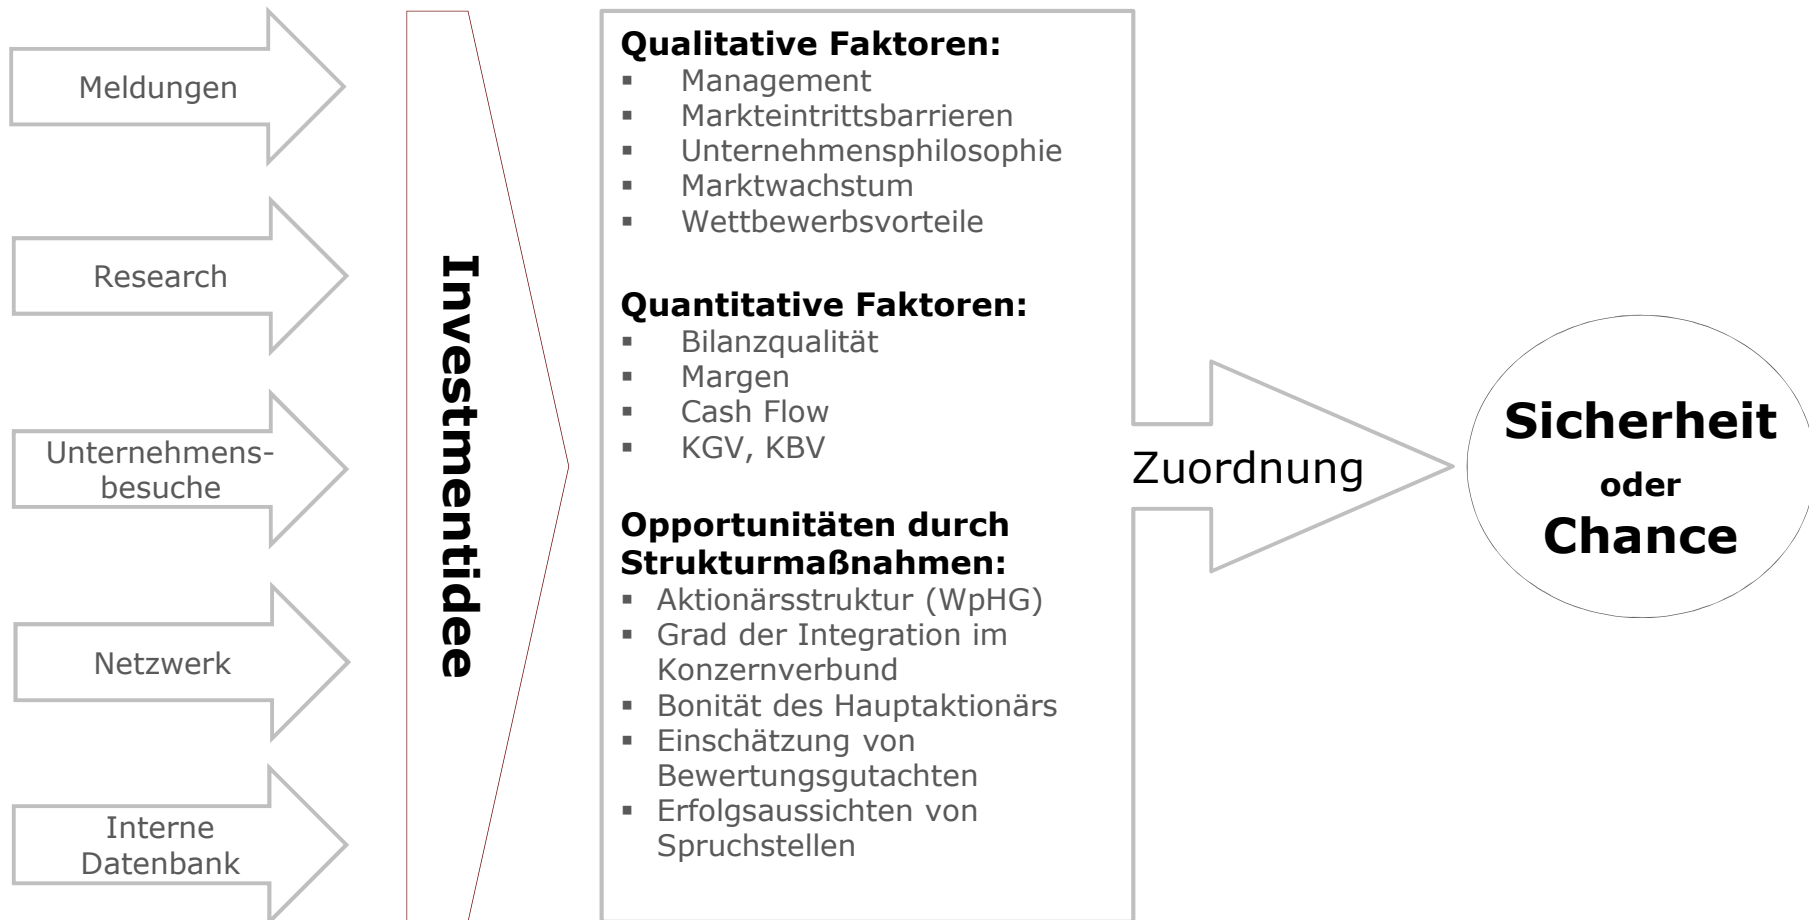 Meldungen
Research
Unternehmens-
besuche
Netzwerk
Interne
Datenbank
Investmentidee
Qualitative Faktoren:
▪ Management
▪ Markteintrittsbarrieren
▪ Unternehmensphilosophie
▪ Marktwachstum
▪ Wettbewerbsvorteile
Quantitative Faktoren:
▪ Bilanzqualität
▪ Margen
▪ Cash Flow
▪ KGV, KBV
Opportunitäten durch
Strukturmaßnahmen:
▪ Aktionärsstruktur (WpHG)
▪ Grad der Integration im
Konzernverbund
▪ Bonität des Hauptaktionärs
▪ Einschätzung von
Bewertungsgutachten
▪ Erfolgsaussichten von
Spruchstellen
Zuordnung
Sicherheit
oder
Chance